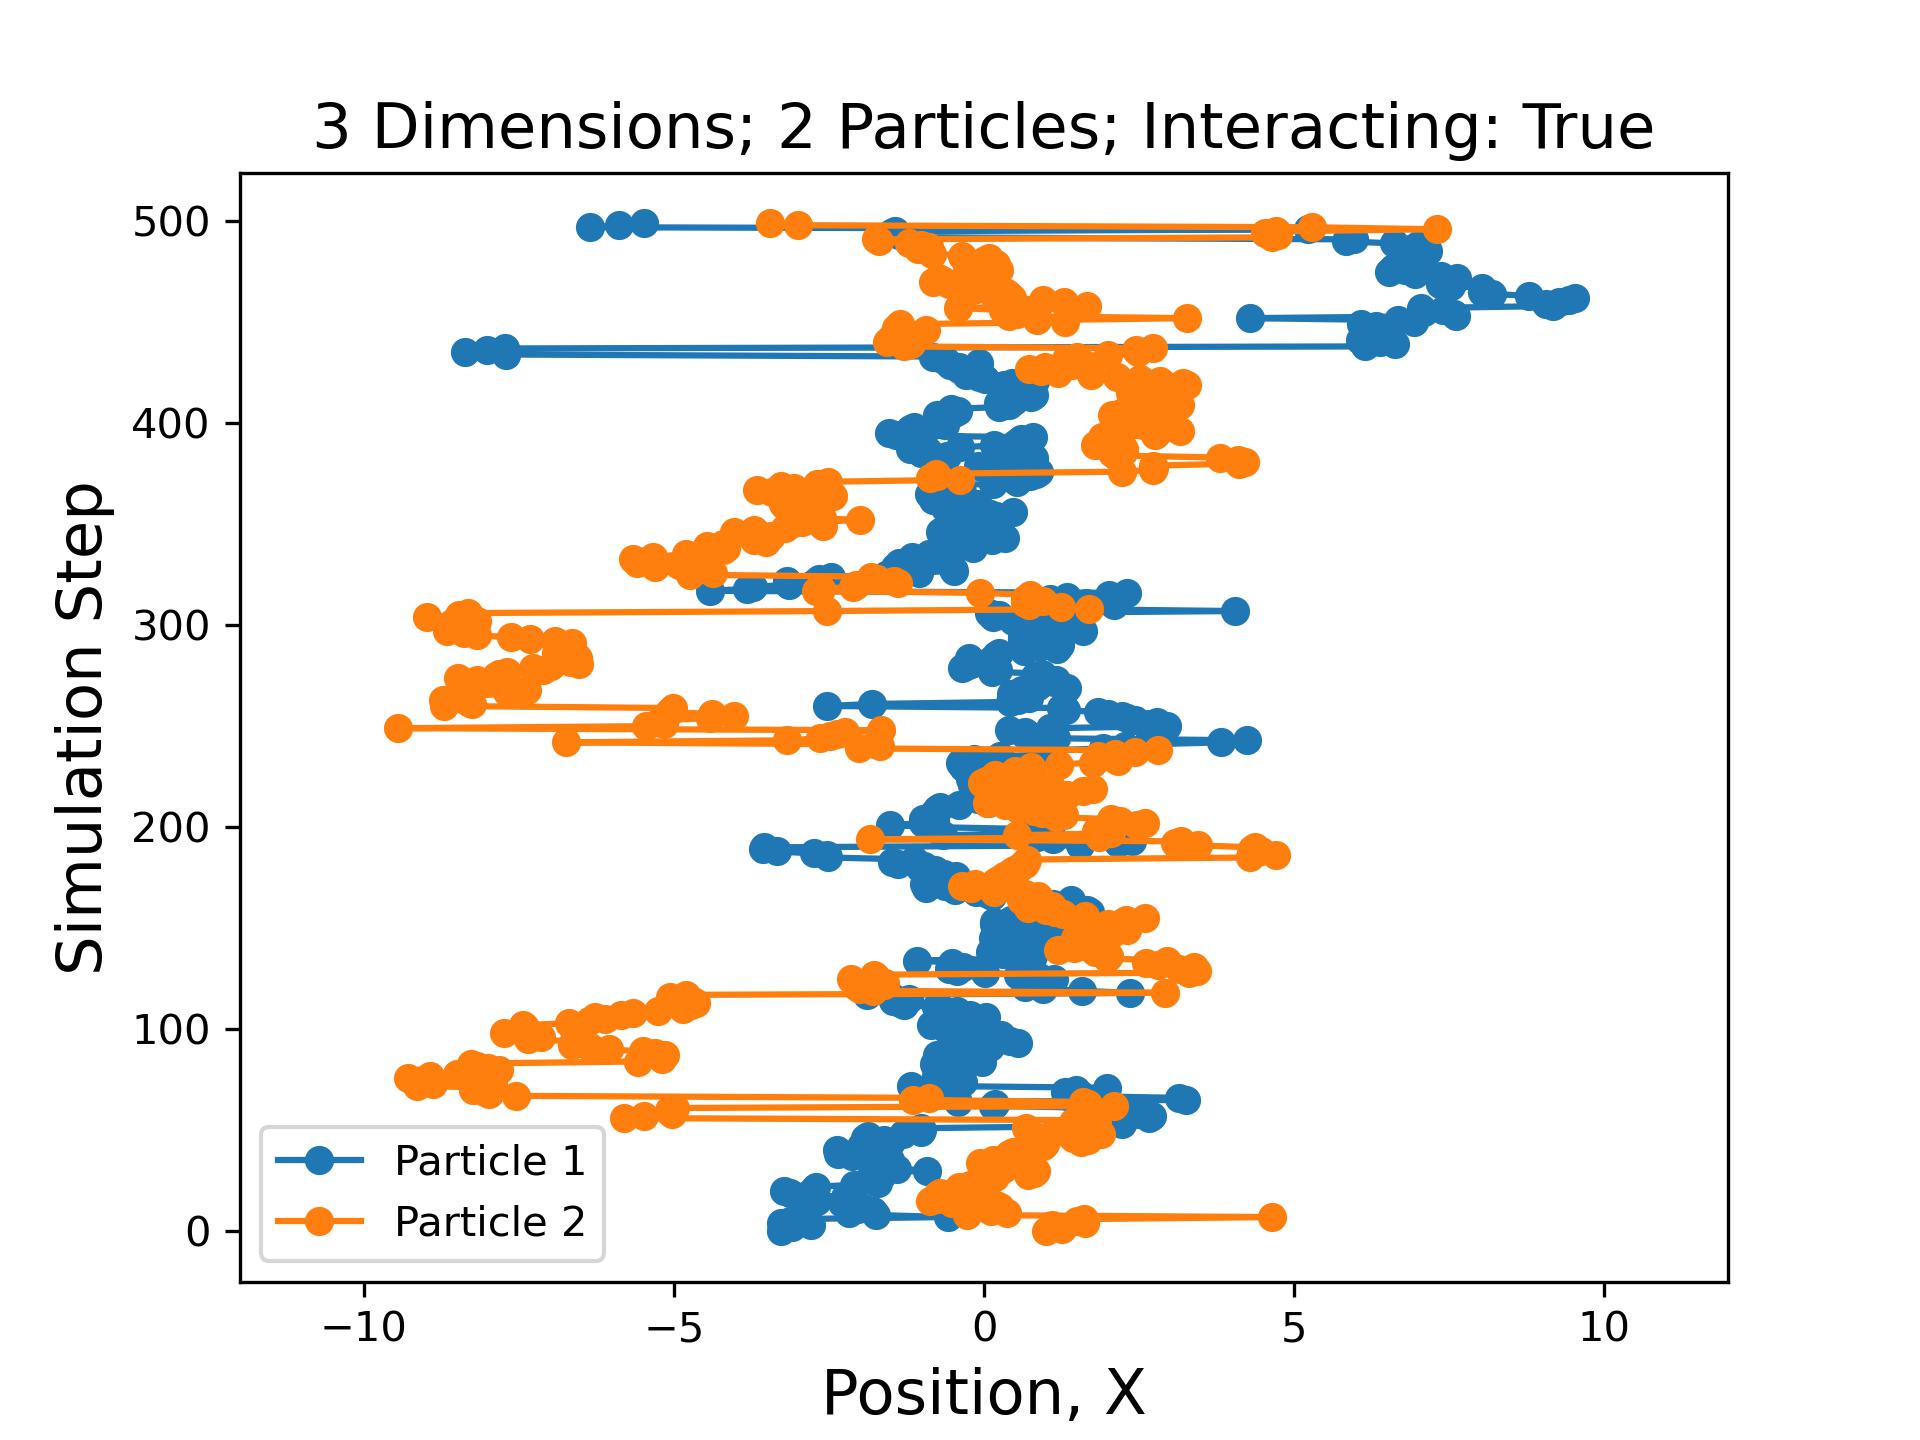 3 Dimensions; 2 Particles; Interacting: True
Simulation Step
500
400
300
200
100
0
Particle 1
Particle 2
−10
−5
0
5
10
Position, X